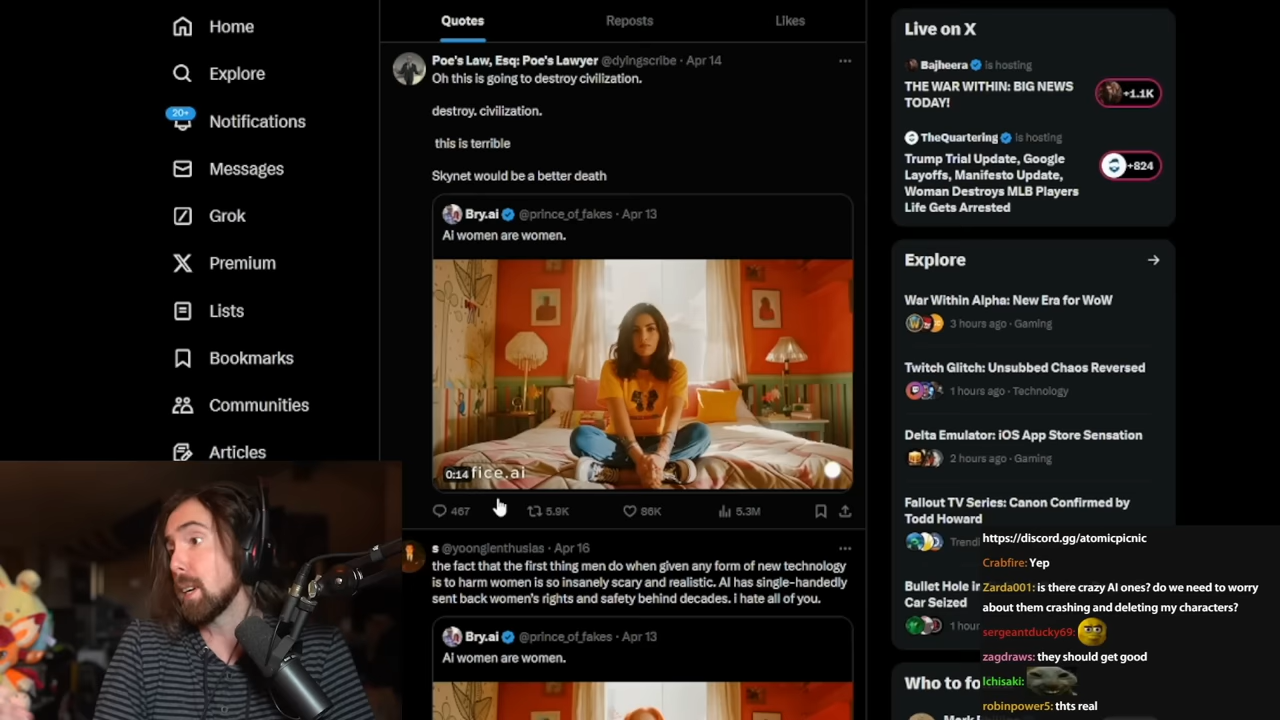 Home
Explore
20+
Notifications
Messages
Grok
Premium
Lists
Bookmarks
Communities
Articles
Quotes
Reposts
Likes
Poe's Law, Esq: Poe's Lawyer @dyingscribe · Apr 14
Oh this is going to destroy civilization.
destroy. civilization.
this is terrible
Skynet would be a better death
Bry.ai @prince_of_fakes · Apr 13
AI women are women.
0:14
fice.ai
467
5.9K
86K
5.3M
s @yoonglenthusias · Apr 16
the fact that the first thing men do when given any form of new technology
is to harm women is so insanely scary and realistic. AI has single-handedly
sent back women's rights and safety behind decades. i hate all of you.
Bry.ai @prince_of_fakes · Apr 13
AI women are women.
Live on X
Bajheera is hosting
THE WAR WITHIN: BIG NEWS
TODAY!
+1.1K
TheQuartering is hosting
Trump Trial Update, Google
Layoffs, Manifesto Update,
Woman Destroys MLB Players
Life Gets Arrested
+824
Explore
War Within Alpha: New Era for WoW
3 hours ago · Gaming
Twitch Glitch: Unsubbed Chaos Reversed
1 hours ago · Technology
Delta Emulator: iOS App Store Sensation
2 hours ago · Gaming
Fallout TV Series: Canon Confirmed by
Todd Howard
Bullet Hole
Car Seized
1 hour
Who to fo
https://discord.gg/atomicpicnic
Crabfire: Yep
Zarda001: is there crazy AI ones? do we need to worry
about them crashing and deleting my characters?
sergeantducky69:
zagdraws: they should get good
Ichisaki:
robinpower5: thts real